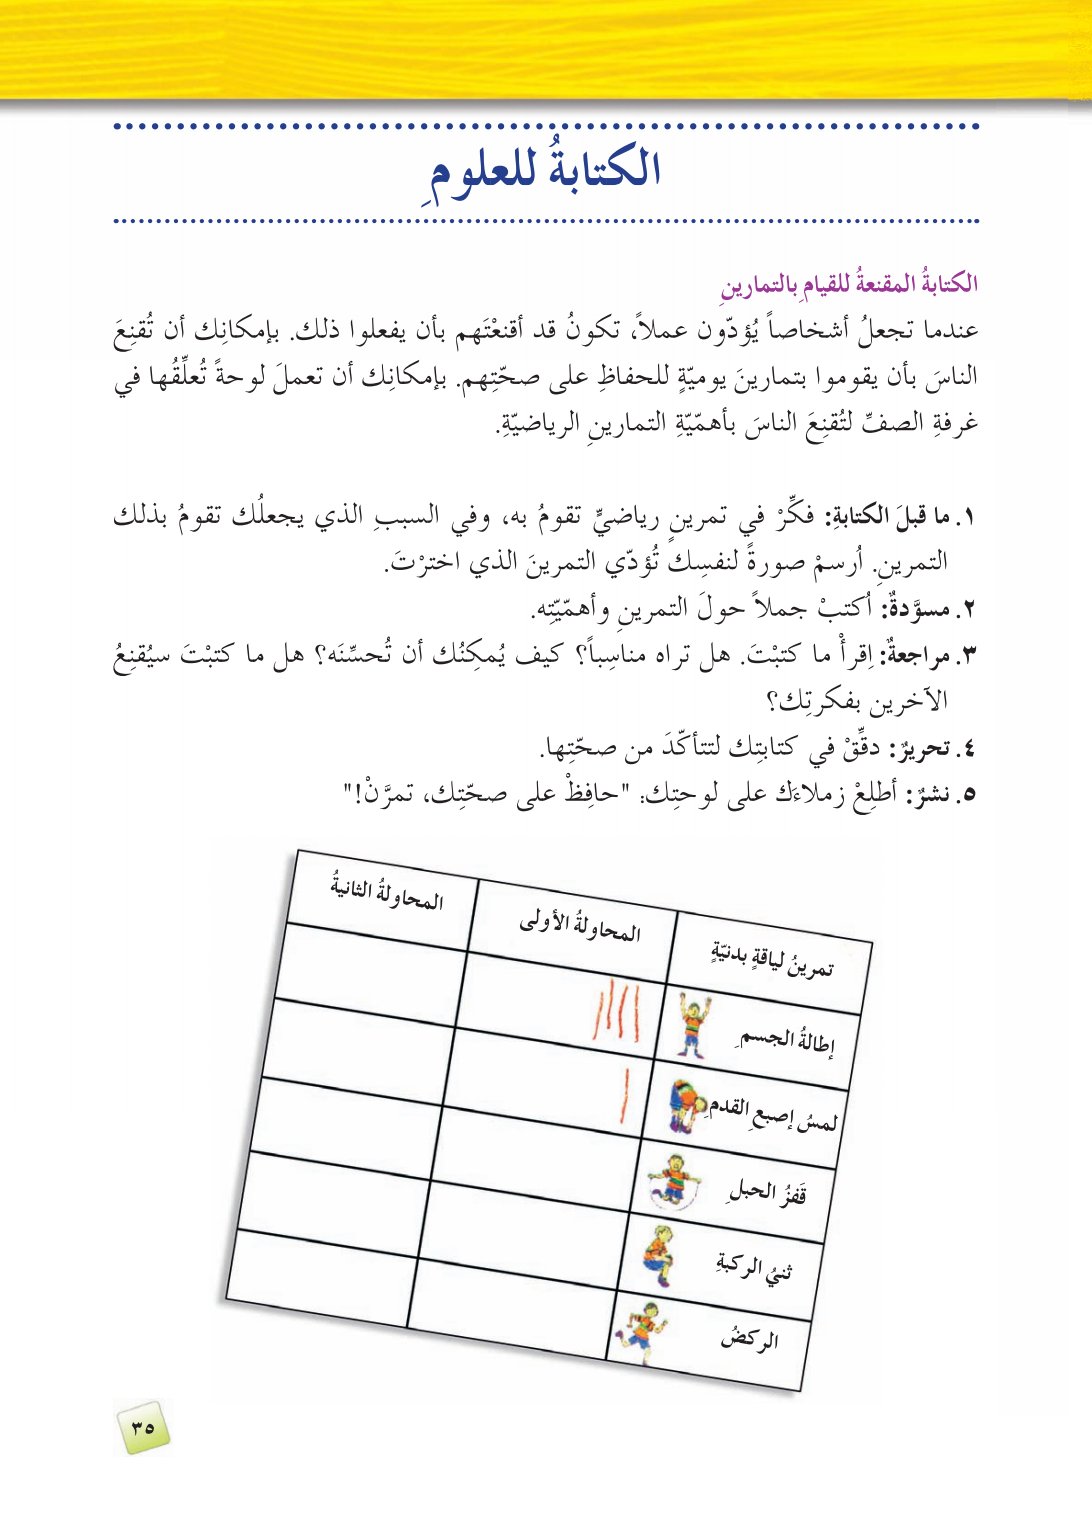 الكتابةُ للعلومِ
الكتابةُ المقنعةُ للقيامِ بالتمارينِ
عندما تجعلُ أشخاصاً يُؤدّون عملاً، تكونُ قد أقنعْتَهم بأن يفعلوا ذلك. بإمكانِك أن تُقنِعَ
الناسَ بأن يقوموا بتمارينَ يوميّةٍ للحفاظِ على صحّتِهم. بإمكانِك أن تعملَ لوحةً تُعلِّقُها في
غرفةِ الصفِّ لتُقنِعَ الناسَ بأهمّيّةِ التمارينِ الرياضيّةِ.
١. ما قبلَ الكتابةِ: فكِّرْ في تمرينٍ رياضيٍّ تقومُ به، وفي السببِ الذي يجعلُك تقومُ بذلك
التمرينِ. اُرسمْ صورةً لنفسِك تُؤدّي التمرينَ الذي اخترْتَ.
٢. مسوَّدةٌ: اُكتبْ جملاً حولَ التمرينِ وأهمّيّتِه.
٣. مراجعةٌ: اِقرأْ ما كتبْتَ. هل تراه مناسِباً؟ كيف يُمكِنُك أن تُحسِّنَه؟ هل ما كتبْتَ سيُقنِعُ
الآخرين بفكرتِك؟
٤. تحريرٌ: دقِّقْ في كتابتِك لتتأكّدَ من صحّتِها.
٥. نشرٌ: أطلِعْ زملاءَك على لوحتِك: "حافِظْ على صحّتِك، تمرَّنْ!"
تمرينُ لياقةٍ بدنيّةٍ المحاولةُ الأولى المحاولةُ الثانيةُ
إطالةُ الجسمِ
لمسُ إصبعِ القدمِ
قَفزُ الحبلِ
ثنيُ الركبةِ
الركضُ
٣٥